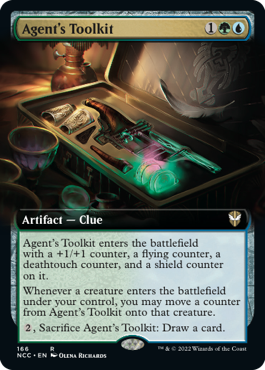 Agent's Toolkit 1
Artifact — Clue
Agent's Toolkit enters the battlefield
with a +1/+1 counter, a flying counter, a
deathtouch counter, and a shield counter
on it.
Whenever a creature enters the battlefield
under your control, you may move a counter
from Agent's Toolkit onto that creature.
2, Sacrifice Agent's Toolkit: Draw a card.
166 R
NCC • EN OLENA RICHARDS ™ & © 2022 Wizards of the Coast